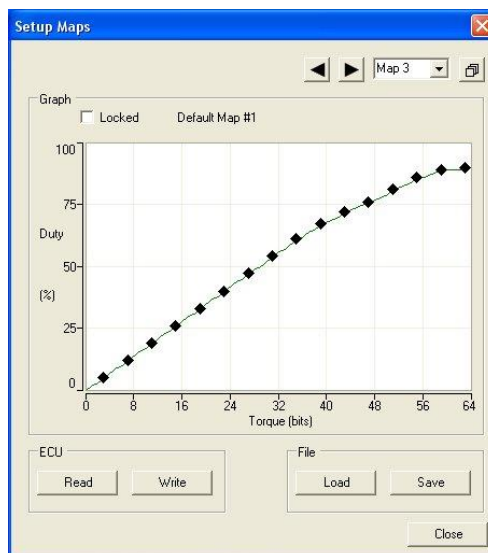 Setup Maps
Map 3
Graph
Locked Default Map #1
100
75
Duty
50
(%)
25
0
0 8 16 24 32 40 48 56 64
Torque (bits)
ECU File
Read Write Load Save
Close